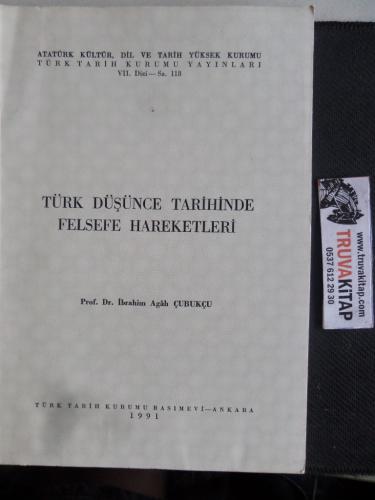 ATATÜRK KÜLTÜR, DİL VE TARİH YÜKSEK KURUMU
TÜRK TARİH KURUMU YAYINLARI
VII. Dizi — Sa. 118
TÜRK DÜŞÜNCE TARİHİNDE
FELSEFE HAREKETLERİ
Prof. Dr. İbrahim Agâh ÇUBUKÇU
TÜRK TARİH KURUMU BASIMEVİ—ANKARA
1991
www.truvakitap.com
TRUVAKİTAP
0537 612 29 30